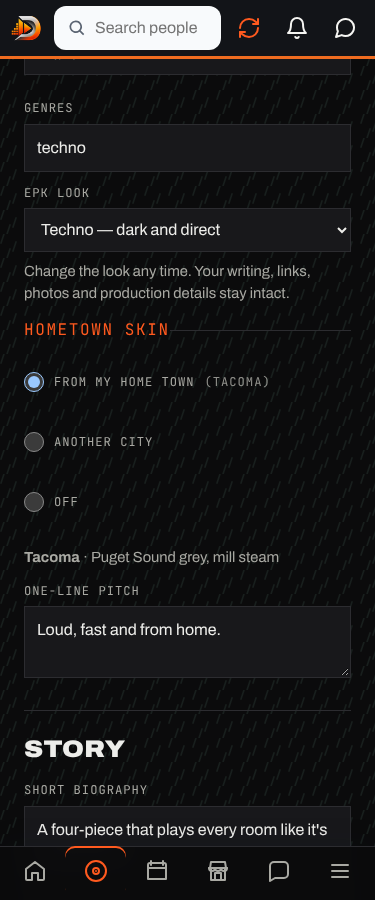 Search people
GENRES
techno
EPK LOOK
Techno — dark and direct
Change the look any time. Your writing, links,
photos and production details stay intact.
HOMETOWN SKIN
FROM MY HOME TOWN (TACOMA)
ANOTHER CITY
OFF
Tacoma · Puget Sound grey, mill steam
ONE-LINE PITCH
Loud, fast and from home.
STORY
SHORT BIOGRAPHY
A four-piece that plays every room like it's